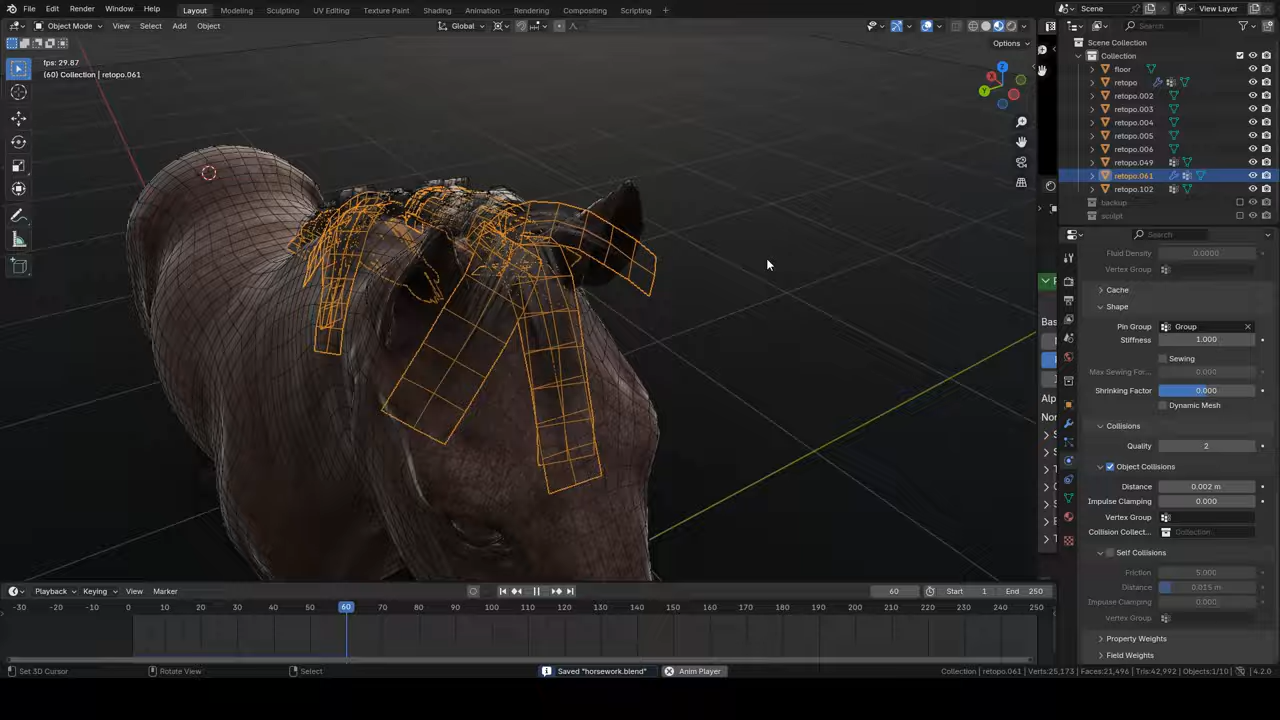 File Edit Render Window Help Layout Modeling Sculpting UV Editing Texture Paint Shading Animation Rendering Compositing Scripting + Scene View Layer
Object Mode View Select Add Object Global Search
Options
fps: 29.87
(60) Collection | retopo.061
Z
Y
X
Scene Collection
Collection
floor
retopo
retopo.002
retopo.003
retopo.004
retopo.005
retopo.006
retopo.049
retopo.061
retopo.102
backup
sculpt
Search
Fluid Density 0.0000
Vertex Group
Cache
Shape
Pin Group Group
Stiffness 1.000
Sewing
Max Sewing For... 0.000
Shrinking Factor 0.000
Dynamic Mesh
Collisions
Quality 2
Object Collisions
Distance 0.002 m
Impulse Clamping 0.000
Vertex Group
Collision Collect... Collection
Self Collisions
Friction 5.000
Distance 0.015 m
Impulse Clamping 0.000
Vertex Group
Property Weights
Field Weights
Bas
Alp
Nor
Playback Keying View Marker 60 Start 1 End 250
-30 -20 -10 0 10 20 30 40 50 60 70 80 90 100 110 120 130 140 150 160 170 180 190 200 210 220 230 240 250
Set 3D Cursor Rotate View Select Saved "horsework.blend" Anim Player Collection | retopo.061 | Verts:25,173 | Faces:21,496 | Tris:42,992 | Objects:1/10 | 4.2.0